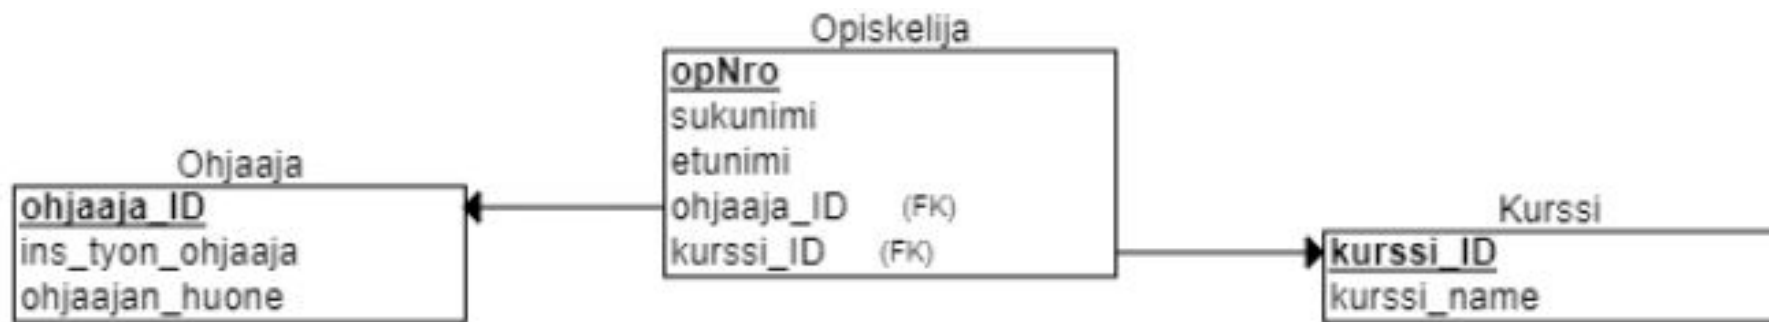 Ohjaaja
ohjaaja_ID
ins_tyon_ohjaaja
ohjaajan_huone
Opiskelija
opNro
sukunimi
etunimi
ohjaaja_ID (FK)
kurssi_ID (FK)
Kurssi
kurssi_ID
kurssi_name